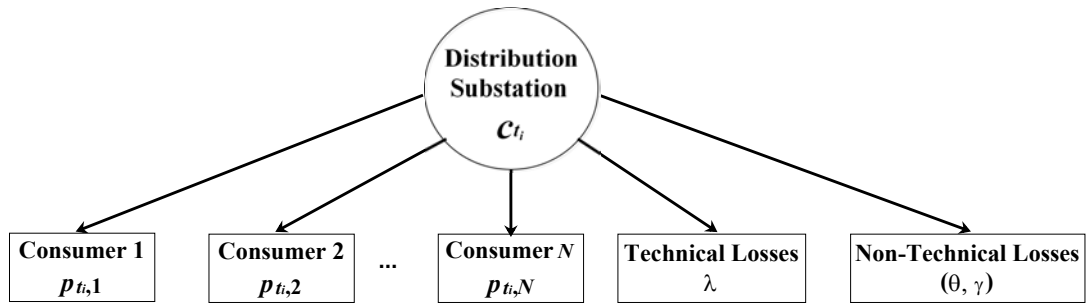 Distribution
Substation
c_{t_i}
Consumer 1
p_{t_i,1}
Consumer 2
p_{t_i,2}
...
Consumer N
p_{t_i,N}
Technical Losses
λ
Non-Technical Losses
(θ, γ)